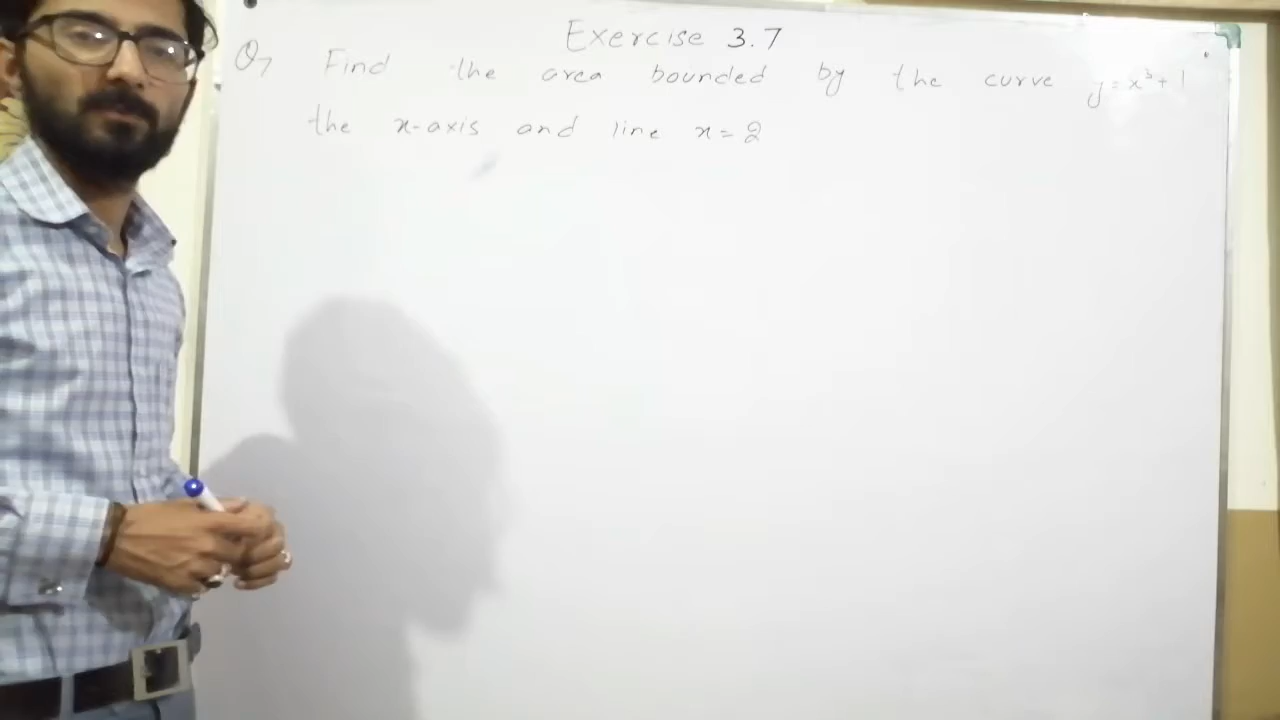 Exercise 3.7
Q7 Find the area bounded by the curve y = x³ + 1
the x-axis and line x = 2